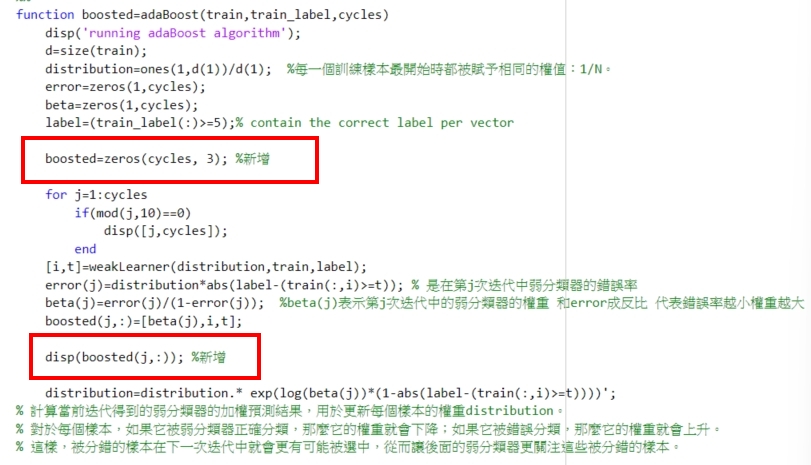 function boosted=adaBoost(train,train_label,cycles)
disp('running adaBoost algorithm');
d=size(train);
distribution=ones(1,d(1))/d(1); %每一個訓練樣本最開始時都被賦予相同的權值：1/N。
error=zeros(1,cycles);
beta=zeros(1,cycles);
label=(train_label(:)>=5);% contain the correct label per vector
boosted=zeros(cycles, 3); %新增
for j=1:cycles
if(mod(j,10)==0)
disp([j,cycles]);
end
[i,t]=weakLearner(distribution,train,label);
error(j)=distribution*abs(label-(train(:,i)>=t)); % 是在第j次迭代中弱分類器的錯誤率
beta(j)=error(j)/(1-error(j)); %beta(j)表示第j次迭代中的弱分類器的權重 和error成反比 代表錯誤率越小權重越大
boosted(j,:)=[beta(j),i,t];
disp(boosted(j,:)); %新增
distribution=distribution.* exp(log(beta(j))*(1-abs(label-(train(:,i)>=t))))';
% 計算當前迭代得到的弱分類器的加權預測結果，用於更新每個樣本的權重distribution。
% 對於每個樣本，如果它被弱分類器正確分類，那麼它的權重就會下降；如果它被錯誤分類，那麼它的權重就會上升。
% 這樣，被分錯的樣本在下一次迭代中就會更有可能被選中，從而讓後面的弱分類器更關注這些被分錯的樣本。